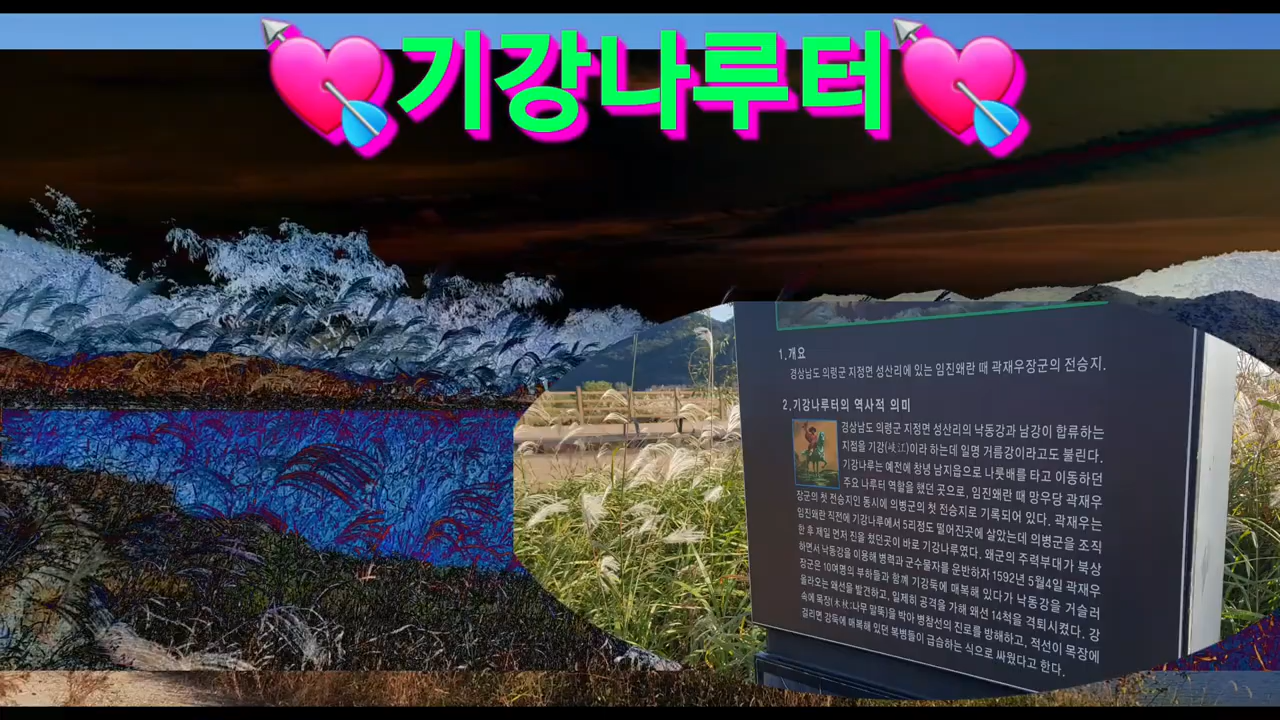 💘기강나루터💘
1.개요
경상남도 의령군 지정면 성산리에 있는 임진왜란 때 곽재우장군의 전승지.
2.기강나루터의 역사적 의미
경상남도 의령군 지정면 성산리의 낙동강과 남강이 합류하는
지점을 기강(岐江)이라 하는데 일명 거름강이라고도 불린다.
기강나루는 예전에 창녕 남지읍으로 나룻배를 타고 이동하던
주요 나루터 역할을 했던 곳으로, 임진왜란 때 망우당 곽재우
장군의 첫 전승지인 동시에 의병군의 첫 전승지로 기록되어 있다. 곽재우는
임진왜란 직전에 기강나루에서 5리정도 떨어진곳에 살았는데 의병군을 조직
한 후 제일 먼저 진을 쳤던곳이 바로 기강나루였다. 왜군의 주력부대가 북상
하면서 낙동강을 이용해 병력과 군수물자를 운반하자 1592년 5월4일 곽재우
장군은 10여명의 부하들과 함께 기강둑에 매복해 있다가 낙동강을 거슬러
올라오는 왜선을 발견하고, 일제히 공격을 가해 왜선 14척을 격퇴시켰다. 강
속에 목장(木杖:나무 말뚝)을 박아 병참선의 진로를 방해하고, 적선이 목장에
걸리면 강둑에 매복해 있던 복병들이 급습하는 식으로 싸웠다고 한다.